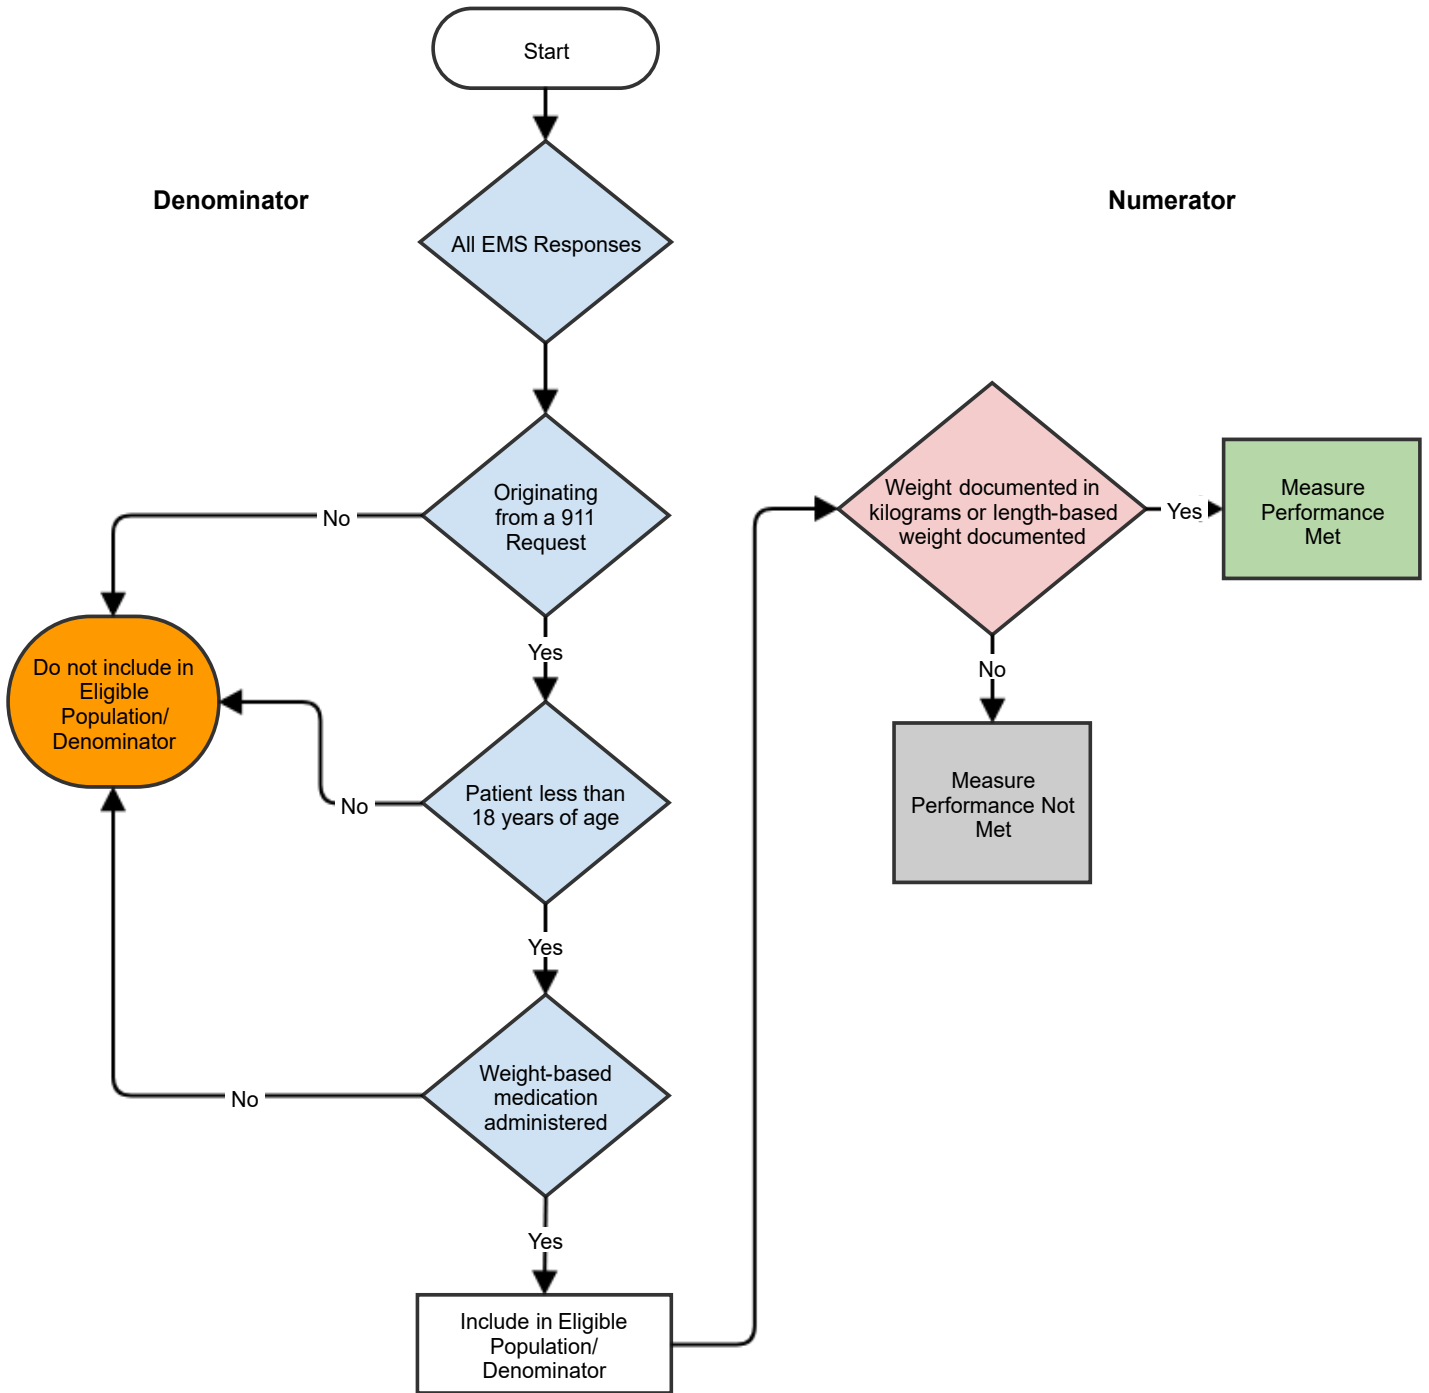 Start
Denominator
Numerator
All EMS Responses
Originating
from a 911
Request
No
Yes
Weight documented in
kilograms or length-based
weight documented
Yes
Measure
Performance
Met
No
Measure
Performance Not
Met
Do not include in
Eligible
Population/
Denominator
Patient less than
18 years of age
No
Yes
Weight-based
medication
administered
No
Yes
Include in Eligible
Population/
Denominator